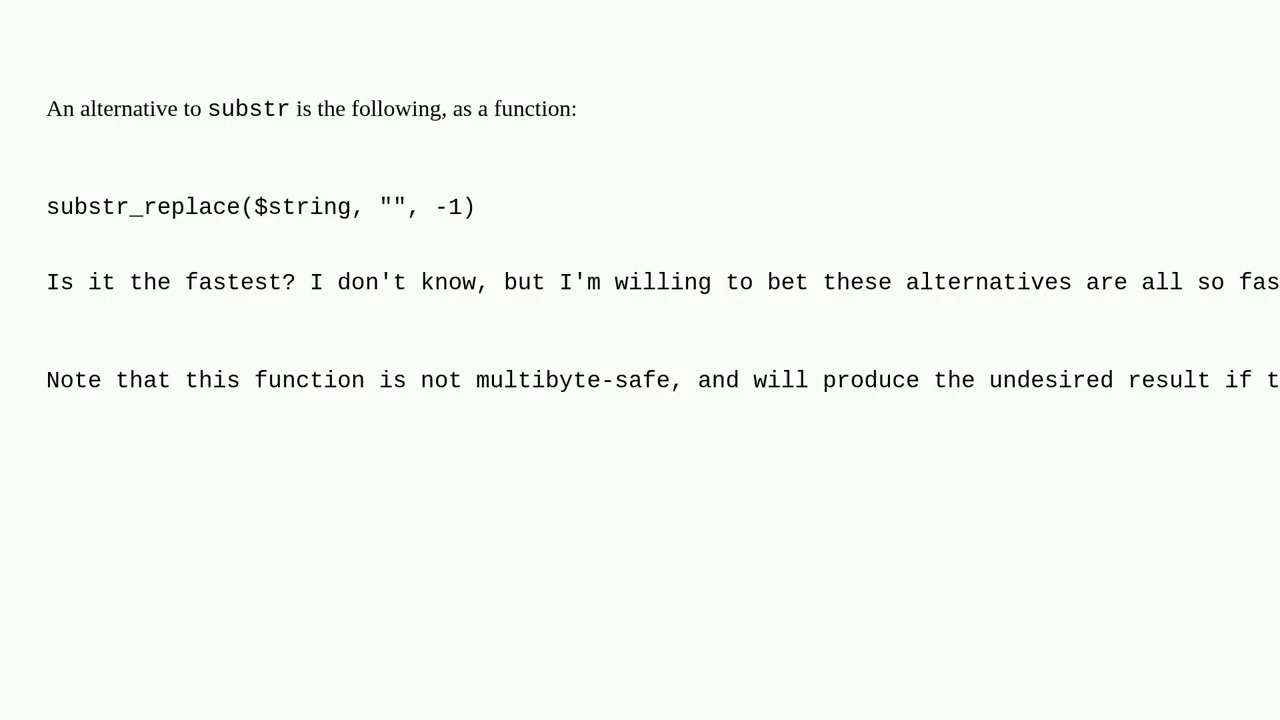 An alternative to substr is the following, as a function:
substr_replace($string, "", -1)
Is it the fastest? I don't know, but I'm willing to bet these alternatives are all so
Note that this function is not multibyte-safe, and will produce the undesired result if